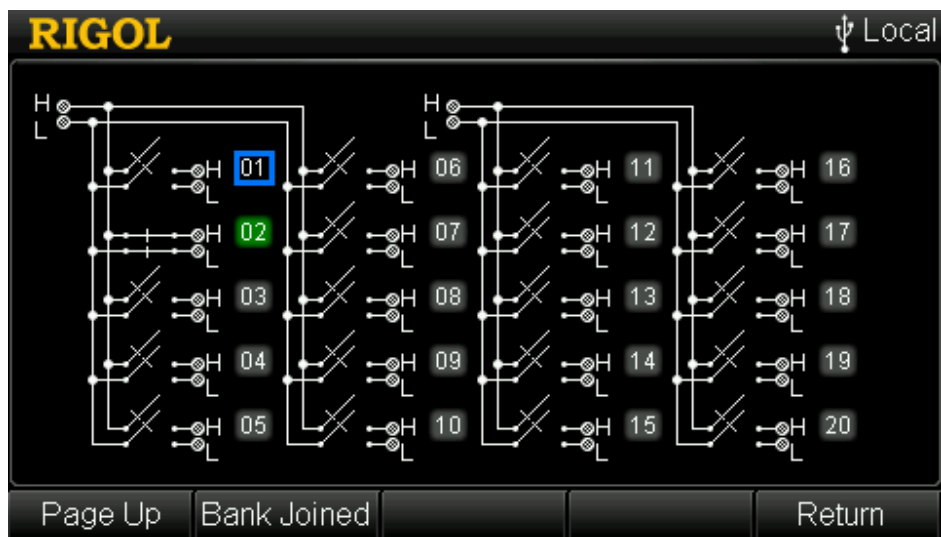 RIGOL Local
H H
L L
H 01 H 06 H 11 H 16
L L L L
H 02 H 07 H 12 H 17
L L L L
H 03 H 08 H 13 H 18
L L L L
H 04 H 09 H 14 H 19
L L L L
H 05 H 10 H 15 H 20
L L L L
Page Up Bank Joined Return